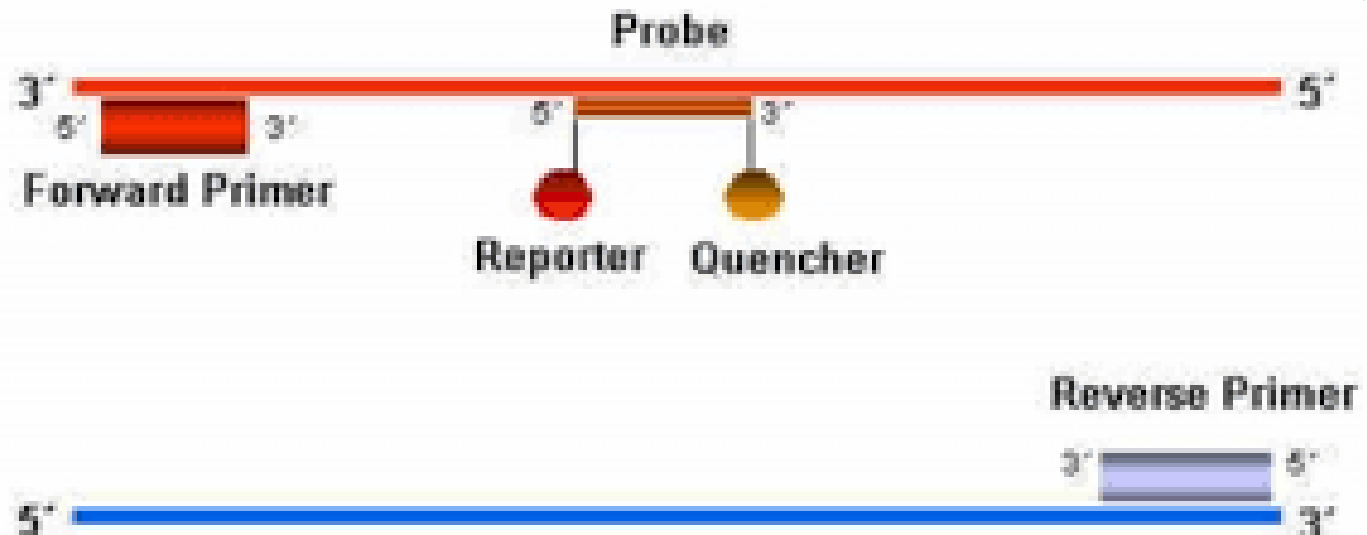 Probe
3´ 5´
5´ 3´ 5´ 3´
Forward Primer
Reporter Quencher
Reverse Primer
3´ 5´
5´ 3´